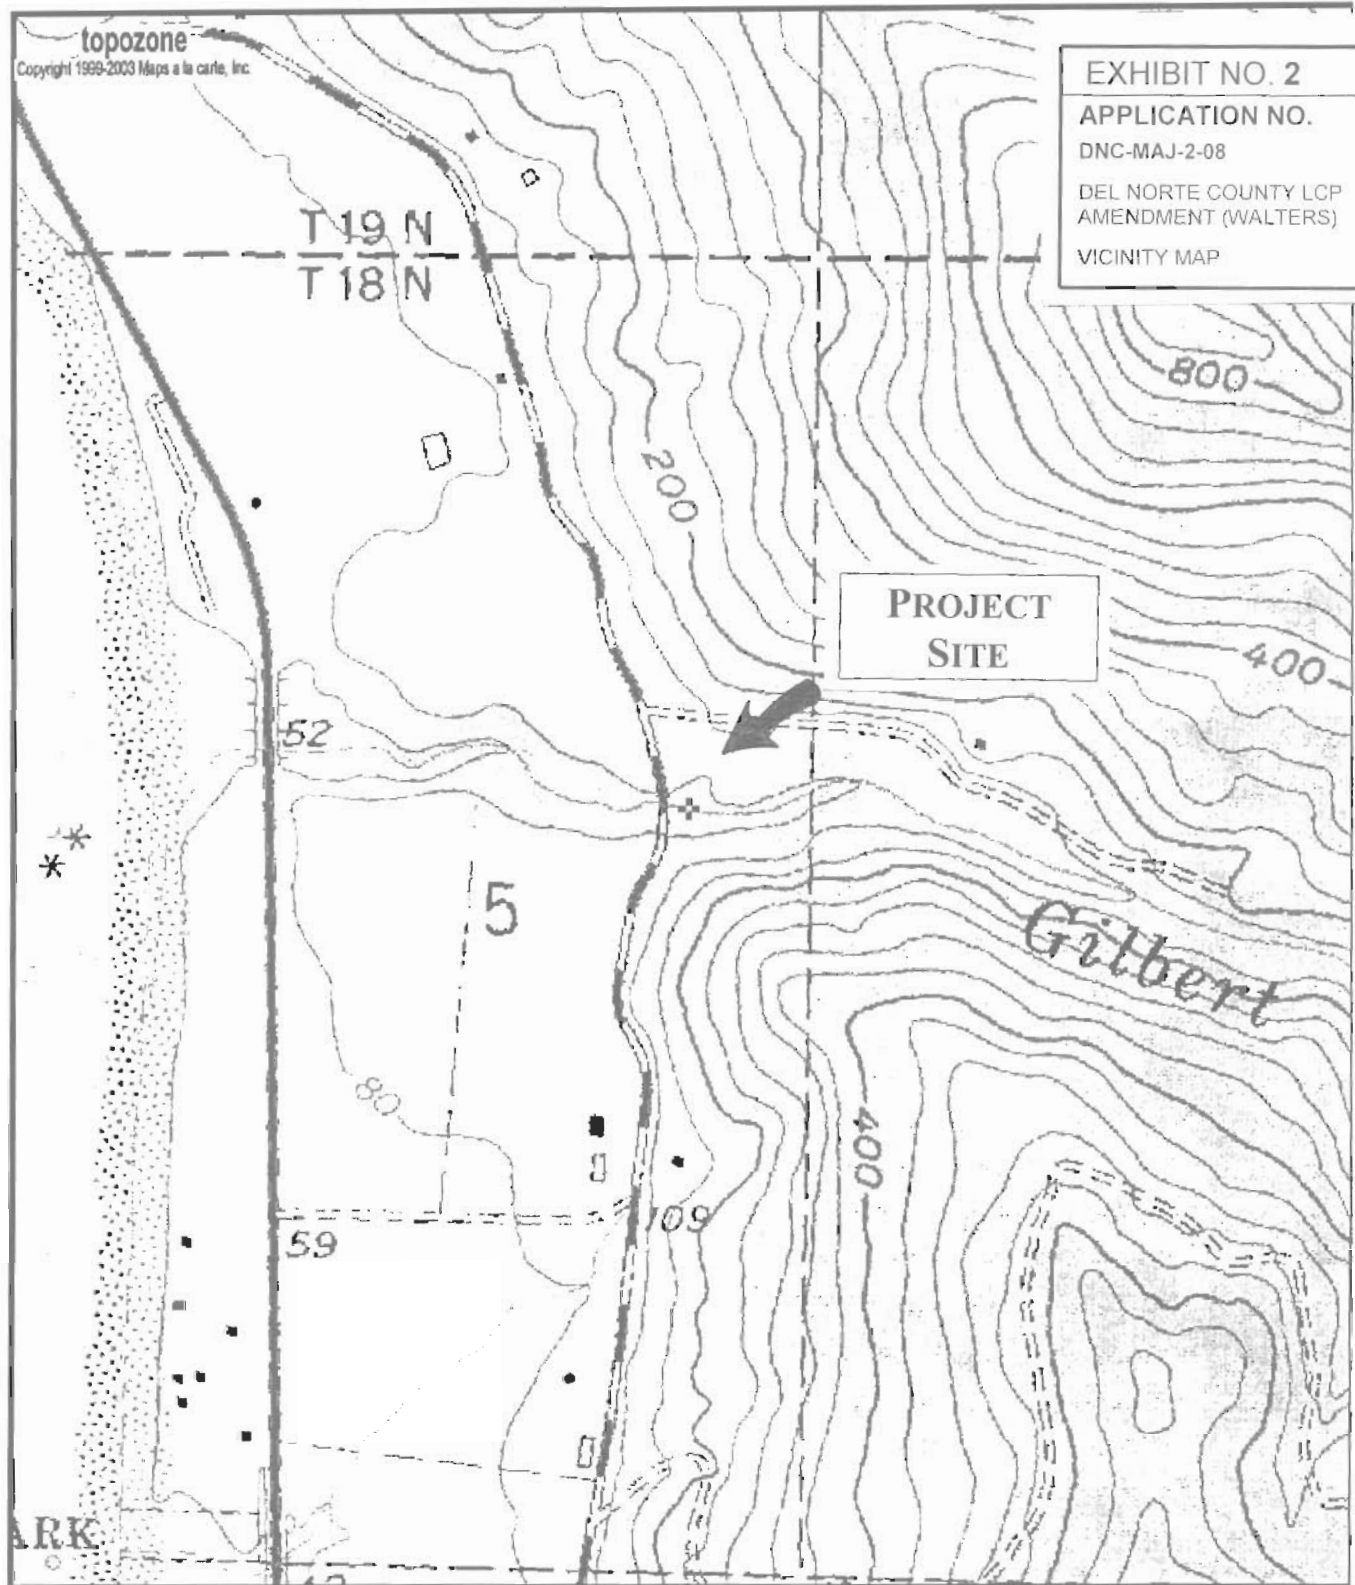 topozone
Copyright 1999-2003 Maps a la carte, Inc
EXHIBIT NO. 2
APPLICATION NO.
DNC-MAJ-2-08
DEL NORTE COUNTY LCP
AMENDMENT (WALTERS)
VICINITY MAP
T 19 N
T 18 N
800
200
PROJECT
SITE
400
52
5
Gilbert
80
400
109
59
ARK